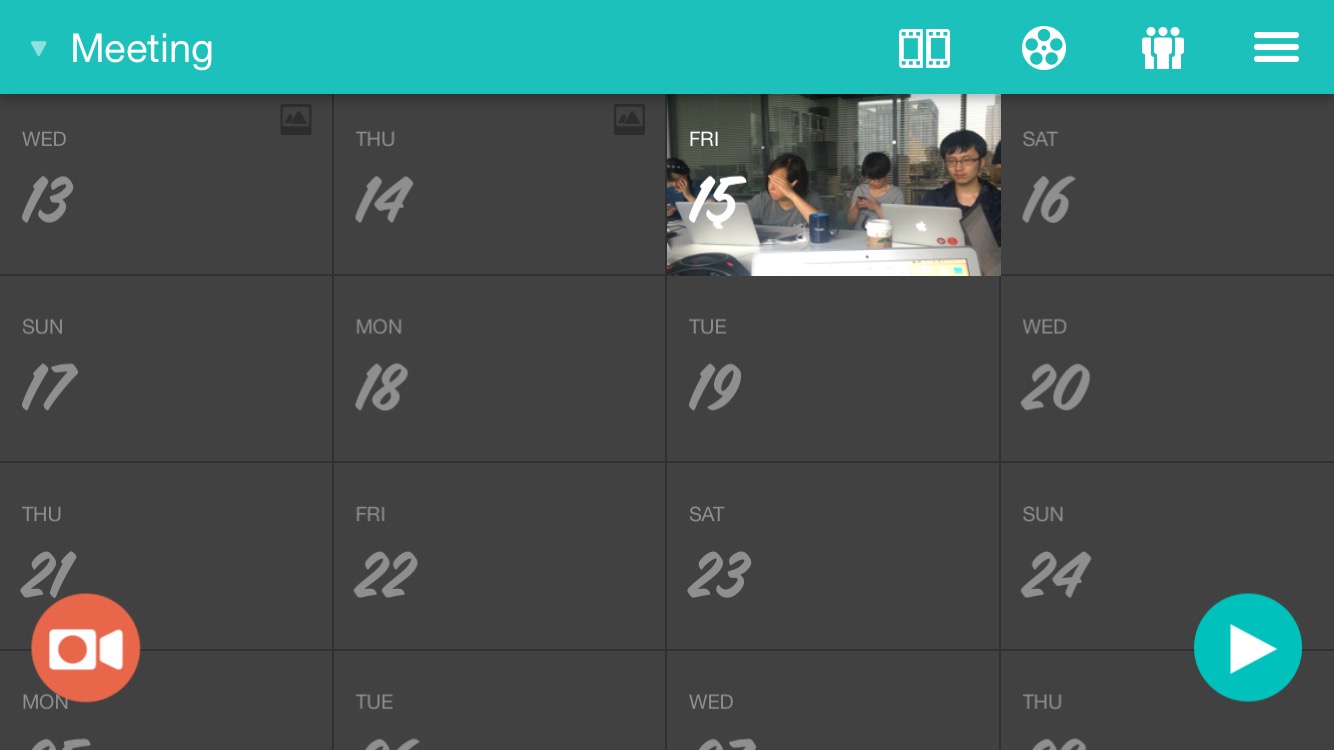 Meeting
WED THU FRI SAT
13 14 15 16
SUN MON TUE WED
17 18 19 20
THU FRI SAT SUN
21 22 23 24
MON TUE WED THU